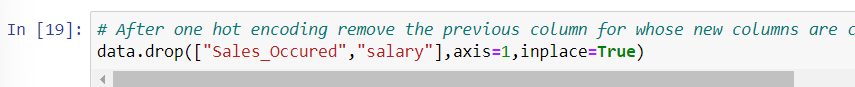 In [19]: # After one hot encoding remove the previous column for whose new columns are c
data.drop(["Sales_Occured","salary"],axis=1,inplace=True)